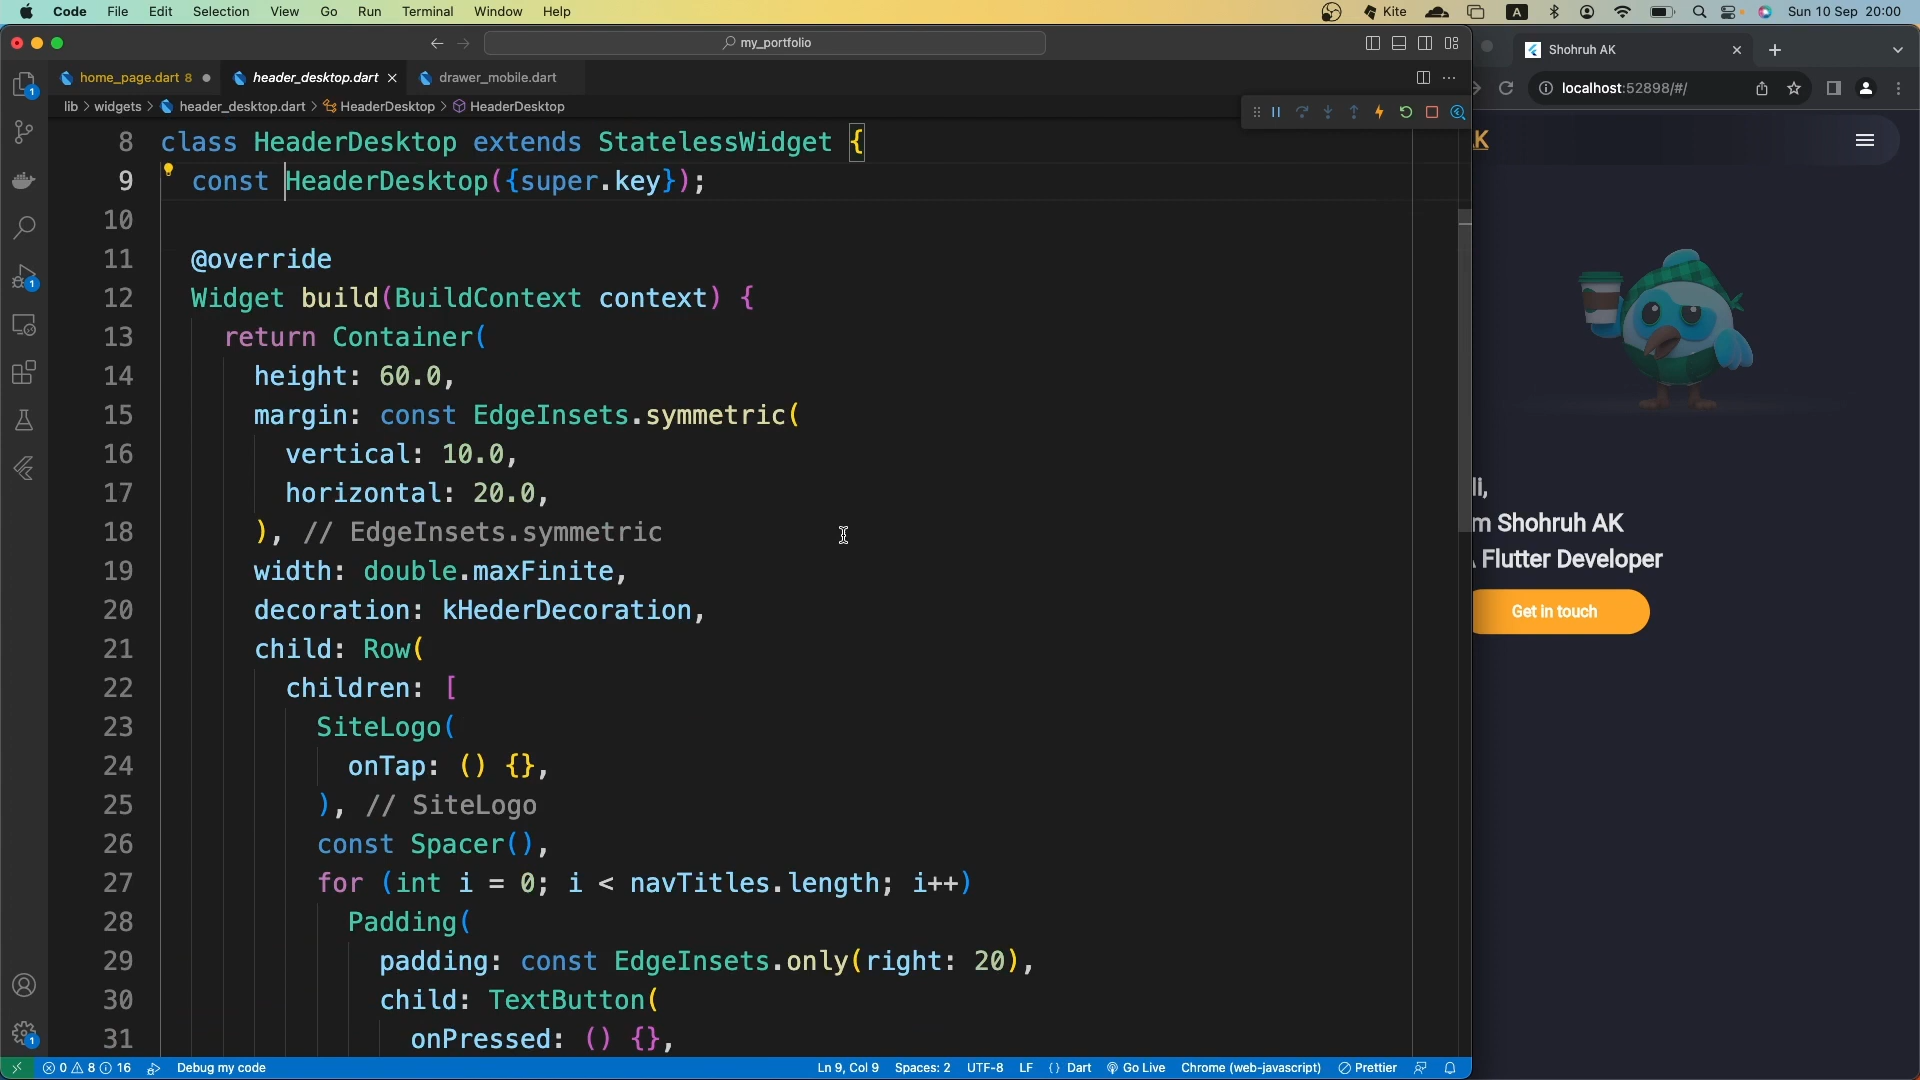 Code File Edit Selection View Go Run Terminal Window Help
Kite A Sun 10 Sep 20:00
my_portfolio
home_page.dart 8 header_desktop.dart drawer_mobile.dart
lib > widgets > header_desktop.dart > HeaderDesktop > HeaderDesktop
8 class HeaderDesktop extends StatelessWidget {
9 const HeaderDesktop({super.key});
10
11 @override
12 Widget build(BuildContext context) {
13 return Container(
14 height: 60.0,
15 margin: const EdgeInsets.symmetric(
16 vertical: 10.0,
17 horizontal: 20.0,
18 ), // EdgeInsets.symmetric
19 width: double.maxFinite,
20 decoration: kHederDecoration,
21 child: Row(
22 children: [
23 SiteLogo(
24 onTap: () {},
25 ), // SiteLogo
26 const Spacer(),
27 for (int i = 0; i < navTitles.length; i++)
28 Padding(
29 padding: const EdgeInsets.only(right: 20),
30 child: TextButton(
31 onPressed: () {},
0 8 16 Debug my code Ln 9, Col 9 Spaces: 2 UTF-8 LF {} Dart Go Live Chrome (web-javascript) Prettier
1
1
1
Shohruh AK
localhost:52898/#/
K
i,
m Shohruh AK
Flutter Developer
Get in touch